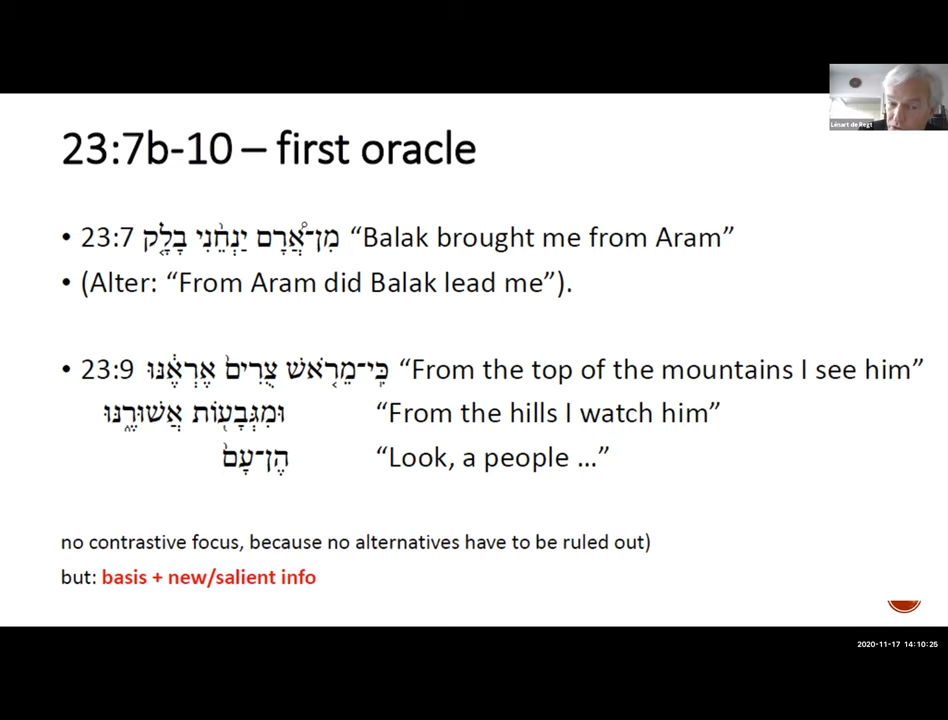 Lénart de Regt
23:7b-10 – first oracle
• 23:7 מִן־אֲ֠רָם יַנְחֵ֨נִי בָלָ֤ק “Balak brought me from Aram”
• (Alter: “From Aram did Balak lead me”).
• 23:9 כִּֽי־מֵרֹ֤אשׁ צֻרִים֙ אֶרְאֶ֔נּוּ “From the top of the mountains I see him”
וּמִגְּבָע֖וֹת אֲשׁוּרֶ֑נּוּ “From the hills I watch him”
הֶן־עָם֙ “Look, a people …”
no contrastive focus, because no alternatives have to be ruled out)
but: basis + new/salient info
2020-11-17 14:10:25